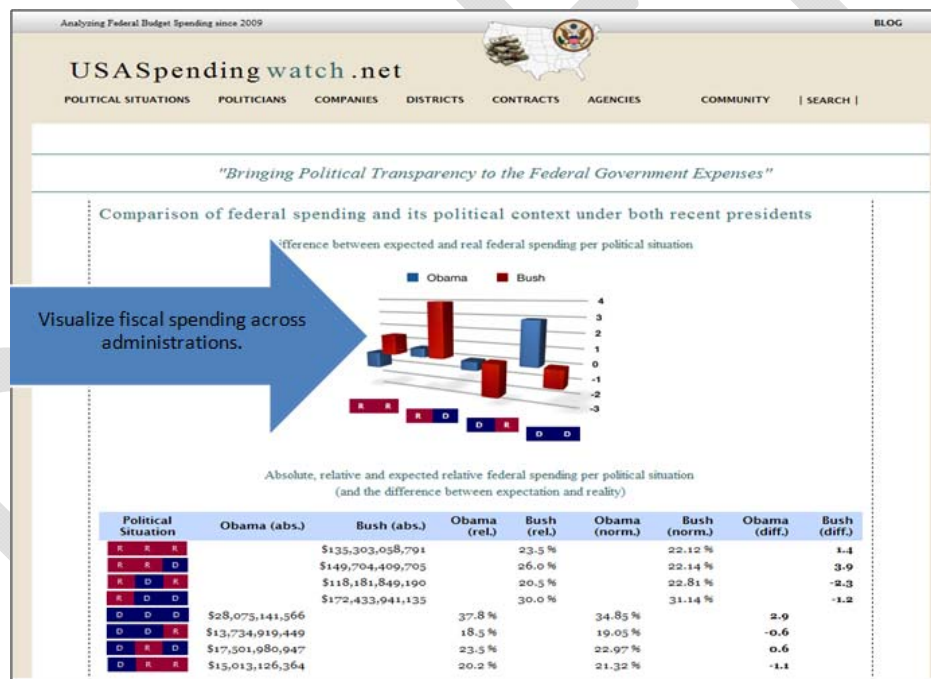 Analyzing Federal Budget Spending since 2009 BLOG
USASpending watch .net
POLITICAL SITUATIONS POLITICIANS COMPANIES DISTRICTS CONTRACTS AGENCIES COMMUNITY | SEARCH |
"Bringing Political Transparency to the Federal Government Expenses"
Comparison of federal spending and its political context under both recent presidents
between expected and real federal spending per political situation
Obama Bush
Visualize fiscal spending across
administrations.
4
3
2
1
0
-1
-2
-3
R R
R D
D R
D D
Absolute, relative and expected relative federal spending per political situation
(and the difference between expectation and reality)
Political Situation Obama (abs.) Bush (abs.) Obama (rel.) Bush (rel.) Obama (norm.) Bush (norm.) Obama (diff.) Bush (diff.)
R R R $135,303,058,791 23.5 % 22.12 % 1.4
R R D $149,704,409,705 26.0 % 22.14 % 3.9
R D R $118,181,849,190 20.5 % 22.81 % -2.3
R D D $172,433,941,135 30.0 % 31.14 % -1.2
D D D $28,075,141,566 37.8 % 34.85 % 2.9
D D R $13,734,919,449 18.5 % 19.05 % -0.6
D R D $17,501,980,947 23.5 % 22.97 % 0.6
D R R $15,013,126,364 20.2 % 21.32 % -1.1